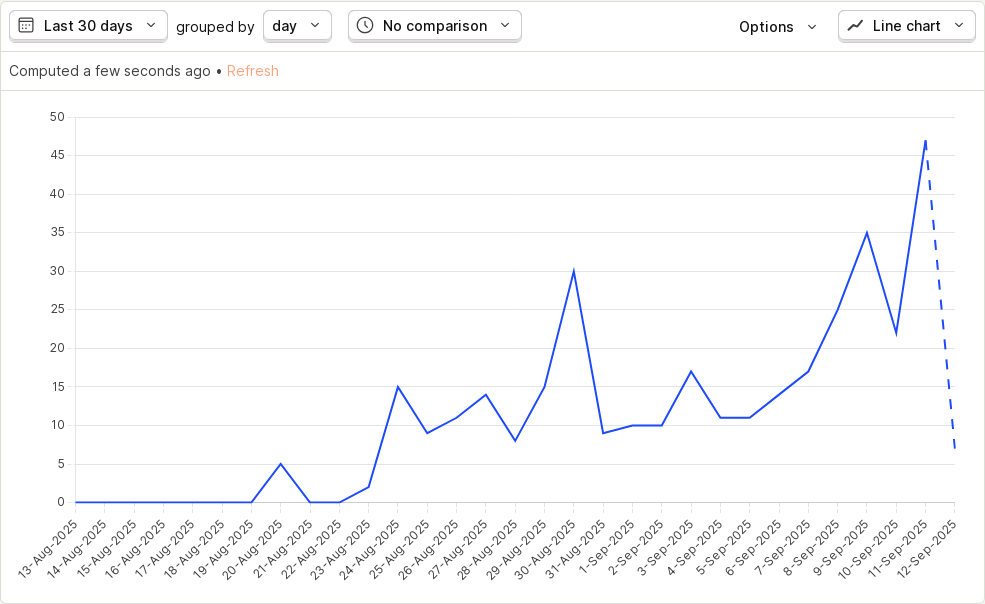 Last 30 days grouped by day No comparison Options Line chart
Computed a few seconds ago • Refresh
50
45
40
35
30
25
20
15
10
5
0
13-Aug-2025
14-Aug-2025
15-Aug-2025
16-Aug-2025
17-Aug-2025
18-Aug-2025
19-Aug-2025
20-Aug-2025
21-Aug-2025
22-Aug-2025
23-Aug-2025
24-Aug-2025
25-Aug-2025
26-Aug-2025
27-Aug-2025
28-Aug-2025
29-Aug-2025
30-Aug-2025
31-Aug-2025
1-Sep-2025
2-Sep-2025
3-Sep-2025
4-Sep-2025
5-Sep-2025
6-Sep-2025
7-Sep-2025
8-Sep-2025
9-Sep-2025
10-Sep-2025
11-Sep-2025
12-Sep-2025